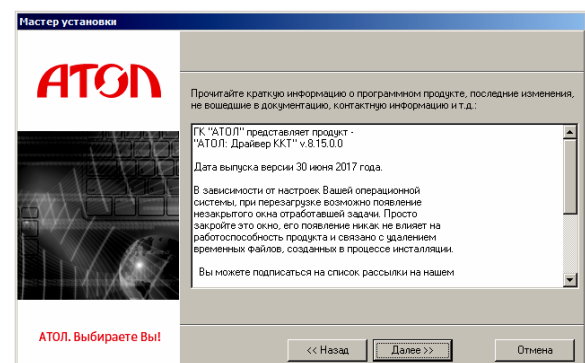 Мастер установки
АТОЛ
Прочитайте краткую информацию о программном продукте, последние изменения,
не вошедшие в документацию, контактную информацию и т.д.:
ГК "АТОЛ" представляет продукт -
"АТОЛ: Драйвер ККТ" v.8.15.0.0
Дата выпуска версии 30 июня 2017 года.
В зависимости от настроек Вашей операционной
системы, при перезагрузке возможно появление
незакрытого окна отработавшей задачи. Просто
закройте это окно, его появление никак не влияет на
работоспособность продукта и связано с удалением
временных файлов, созданных в процессе инсталляции.
Вы можете подписаться на список рассылки на нашем
АТОЛ. Выбираете Вы!
<< Назад
Далее >>
Отмена